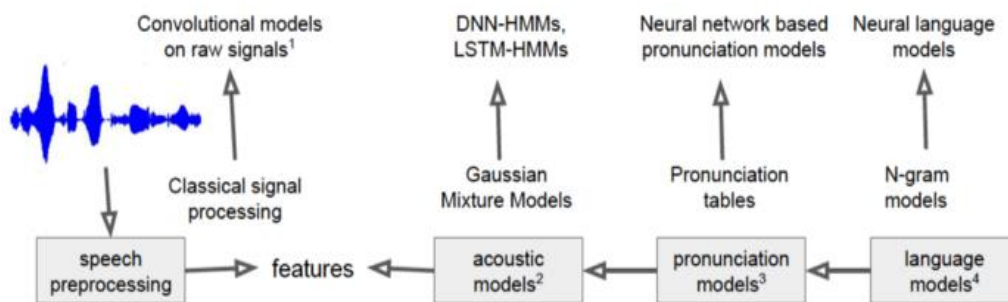 Convolutional models
on raw signals¹
DNN-HMMs,
LSTM-HMMs
Neural network based
pronunciation models
Neural language
models
Classical signal
processing
Gaussian
Mixture Models
Pronunciation
tables
N-gram
models
speech
preprocessing
features
acoustic
models²
pronunciation
models³
language
models⁴